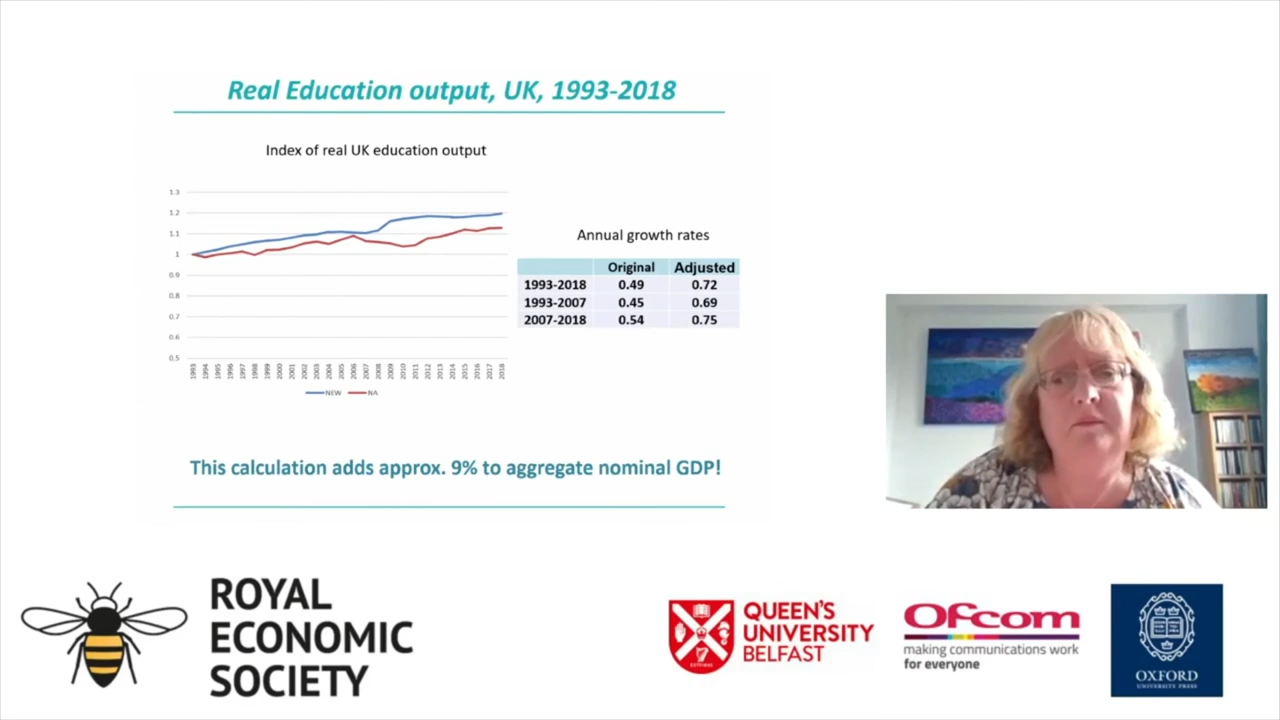 Real Education output, UK, 1993-2018
Index of real UK education output
1.3
1.2
1.1
1
0.9
0.8
0.7
0.6
0.5
1993 1994 1995 1996 1997 1998 1999 2000 2001 2002 2003 2004 2005 2006 2007 2008 2009 2010 2011 2012 2013 2014 2015 2016 2017 2018
NEW NA
Annual growth rates
Original Adjusted
1993-2018 0.49 0.72
1993-2007 0.45 0.69
2007-2018 0.54 0.75
This calculation adds approx. 9% to aggregate nominal GDP!
ROYAL
ECONOMIC
SOCIETY
QUEEN'S
UNIVERSITY
BELFAST
Ofcom
making communications work
for everyone
OXFORD
UNIVERSITY PRESS